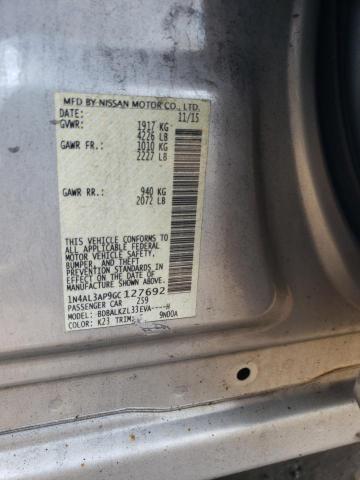 MFD BY NISSAN MOTOR CO., LTD.
DATE: 11/15
GVWR: 1917 KG
4226 LB
GAWR FR.: 1010 KG
2227 LB
GAWR RR.: 940 KG
2072 LB
THIS VEHICLE CONFORMS TO ALL
APPLICABLE FEDERAL
MOTOR VEHICLE SAFETY,
BUMPER, AND THEFT
PREVENTION STANDARDS IN
EFFECT ON THE DATE OF
MANUFACTURE SHOWN ABOVE.
1N4AL3AP9GC127692
PASSENGER CAR 259
MODEL: BDBALKZL33EVA----H
COLOR: K23 TRIM: 9N00A